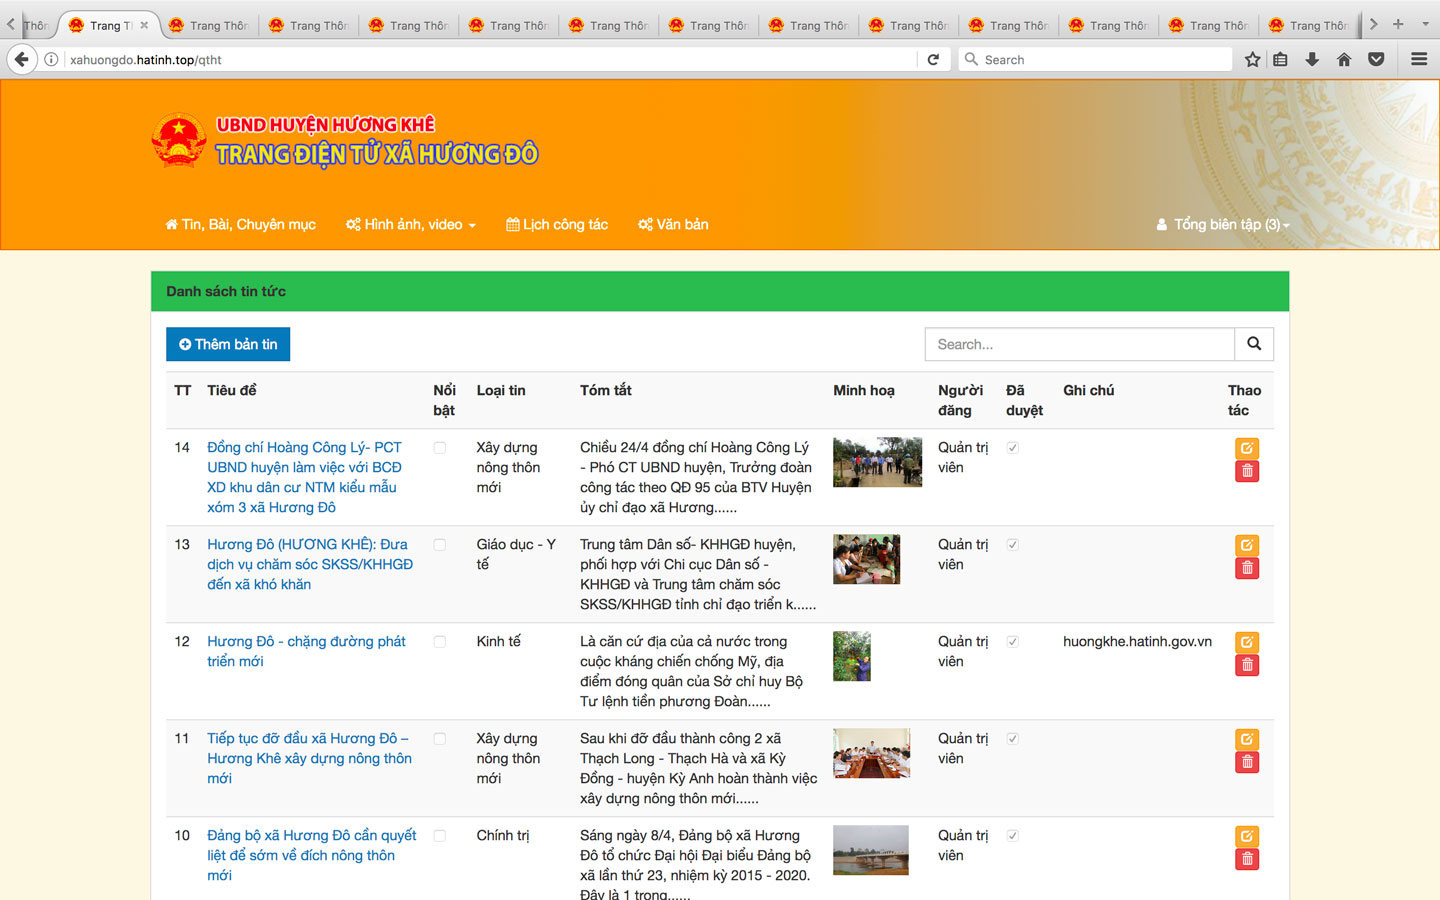 Thôn
Trang T
Trang Thôn
Trang Thôn
Trang Thôn
Trang Thôn
Trang Thôn
Trang Thôn
Trang Thôn
Trang Thôn
Trang Thôn
Trang Thôn
Trang Thôn
Trang Thôn
xahuongdo.hatinh.top/qtht
Search
UBND HUYỆN HƯƠNG KHÊ
TRANG ĐIỆN TỬ XÃ HƯƠNG ĐÔ
Tin, Bài, Chuyên mục
Hình ảnh, video
Lịch công tác
Văn bản
Tổng biên tập (3)
Danh sách tin tức
Thêm bản tin
Search...
TT
Tiêu đề
Nổi
bật
Loại tin
Tóm tắt
Minh hoạ
Người
đăng
Đã
duyệt
Ghi chú
Thao
tác
14
Đồng chí Hoàng Công Lý- PCT
UBND huyện làm việc với BCĐ
XD khu dân cư NTM kiểu mẫu
xóm 3 xã Hương Đô
Xây dựng
nông thôn
mới
Chiều 24/4 đồng chí Hoàng Công Lý
- Phó CT UBND huyện, Trưởng đoàn
công tác theo QĐ 95 của BTV Huyện
ủy chỉ đạo xã Hương......
Quản trị
viên
13
Hương Đô (HƯƠNG KHÊ): Đưa
dịch vụ chăm sóc SKSS/KHHGĐ
đến xã khó khăn
Giáo dục - Y
tế
Trung tâm Dân số- KHHGĐ huyện,
phối hợp với Chi cục Dân số -
KHHGĐ và Trung tâm chăm sóc
SKSS/KHHGĐ tỉnh chỉ đạo triển k......
Quản trị
viên
12
Hương Đô - chặng đường phát
triển mới
Kinh tế
Là căn cứ địa của cả nước trong
cuộc kháng chiến chống Mỹ, địa
điểm đóng quân của Sở chỉ huy Bộ
Tư lệnh tiền phương Đoàn......
Quản trị
viên
huongkhe.hatinh.gov.vn
11
Tiếp tục đỡ đầu xã Hương Đô –
Hương Khê xây dựng nông thôn
mới
Xây dựng
nông thôn
mới
Sau khi đỡ đầu thành công 2 xã
Thạch Long - Thạch Hà và xã Kỳ
Đồng - huyện Kỳ Anh hoàn thành việc
xây dựng nông thôn mới......
Quản trị
viên
10
Đảng bộ xã Hương Đô cần quyết
liệt để sớm về đích nông thôn
mới
Chính trị
Sáng ngày 8/4, Đảng bộ xã Hương
Đô tổ chức Đại hội Đại biểu Đảng bộ
xã lần thứ 23, nhiệm kỳ 2015 - 2020.
Đây là 1 trong......
Quản trị
viên